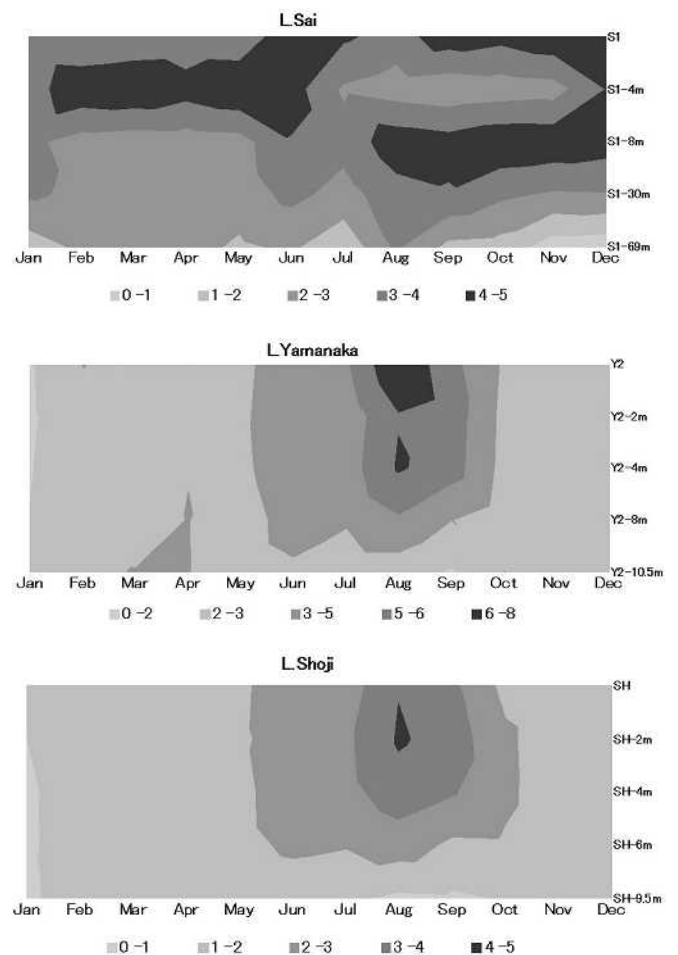 L.Sai
S1
S1-4m
S1-8m
S1-30m
S1-69m
Jan Feb Mar Apr May Jun Jul Aug Sep Oct Nov Dec
0-1 1-2 2-3 3-4 4-5
L.Yamanaka
Y2
Y2-2m
Y2-4m
Y2-8m
Y2-10.5m
Jan Feb Mar Apr May Jun Jul Aug Sep Oct Nov Dec
0-2 2-3 3-5 5-6 6-8
L.Shoji
SH
SH-2m
SH-4m
SH-6m
SH-9.5m
Jan Feb Mar Apr May Jun Jul Aug Sep Oct Nov Dec
0-1 1-2 2-3 3-4 4-5